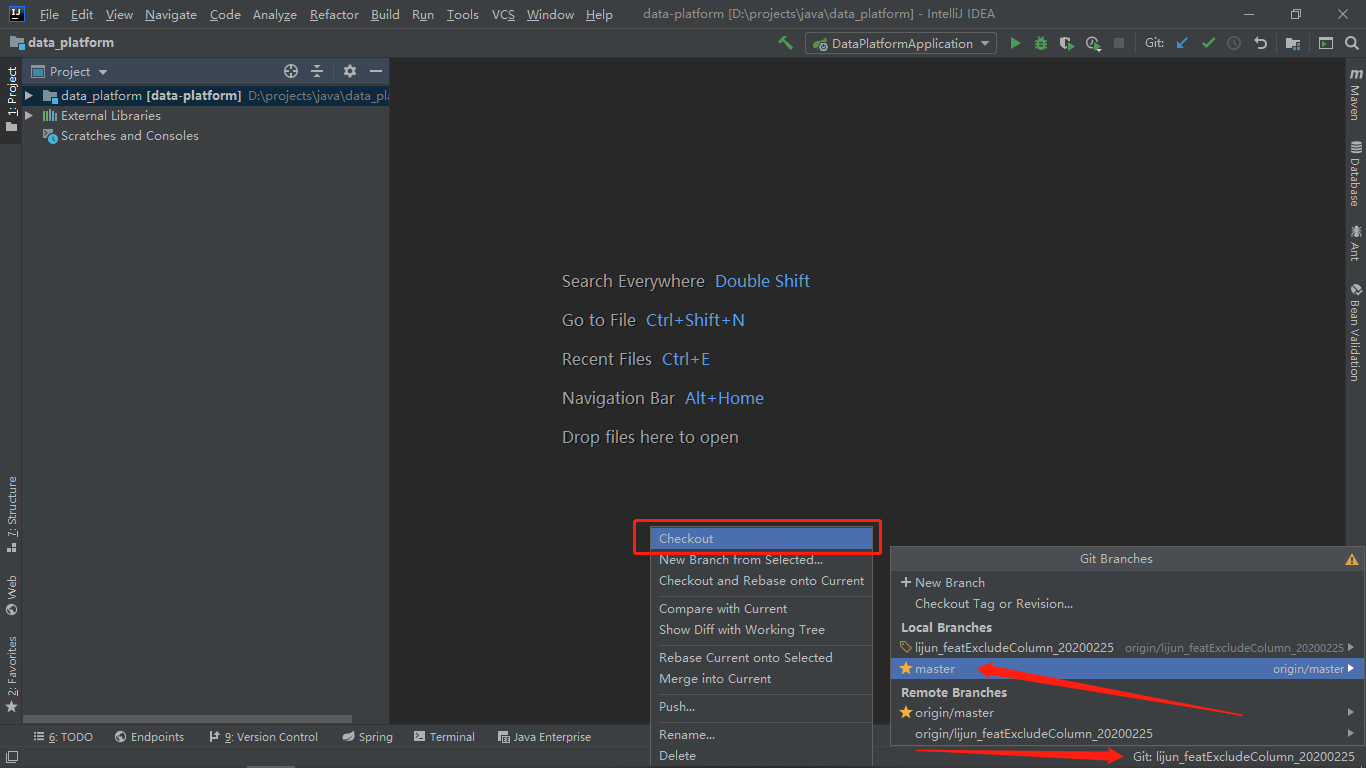 File Edit View Navigate Code Analyze Refactor Build Run Tools VCS Window Help data-platform [D:\projects\java\data_platform] - IntelliJ IDEA
data_platform
DataPlatformApplication Git:
Project
data_platform [data-platform] D:\projects\java\data_pl
External Libraries
Scratches and Consoles
1: Project
7: Structure
Web
2: Favorites
Maven
Database
Ant
Bean Validation
Search Everywhere Double Shift
Go to File Ctrl+Shift+N
Recent Files Ctrl+E
Navigation Bar Alt+Home
Drop files here to open
Checkout
New Branch from Selected...
Checkout and Rebase onto Current
Compare with Current
Show Diff with Working Tree
Rebase Current onto Selected
Merge into Current
Push...
Rename...
Delete
Git Branches
New Branch
Checkout Tag or Revision...
Local Branches
lijun_featExcludeColumn_20200225 origin/lijun_featExcludeColumn_20200225
master origin/master
Remote Branches
origin/master
origin/lijun_featExcludeColumn_20200225
6: TODO Endpoints 9: Version Control Spring Terminal Java Enterprise
Git: lijun_featExcludeColumn_20200225